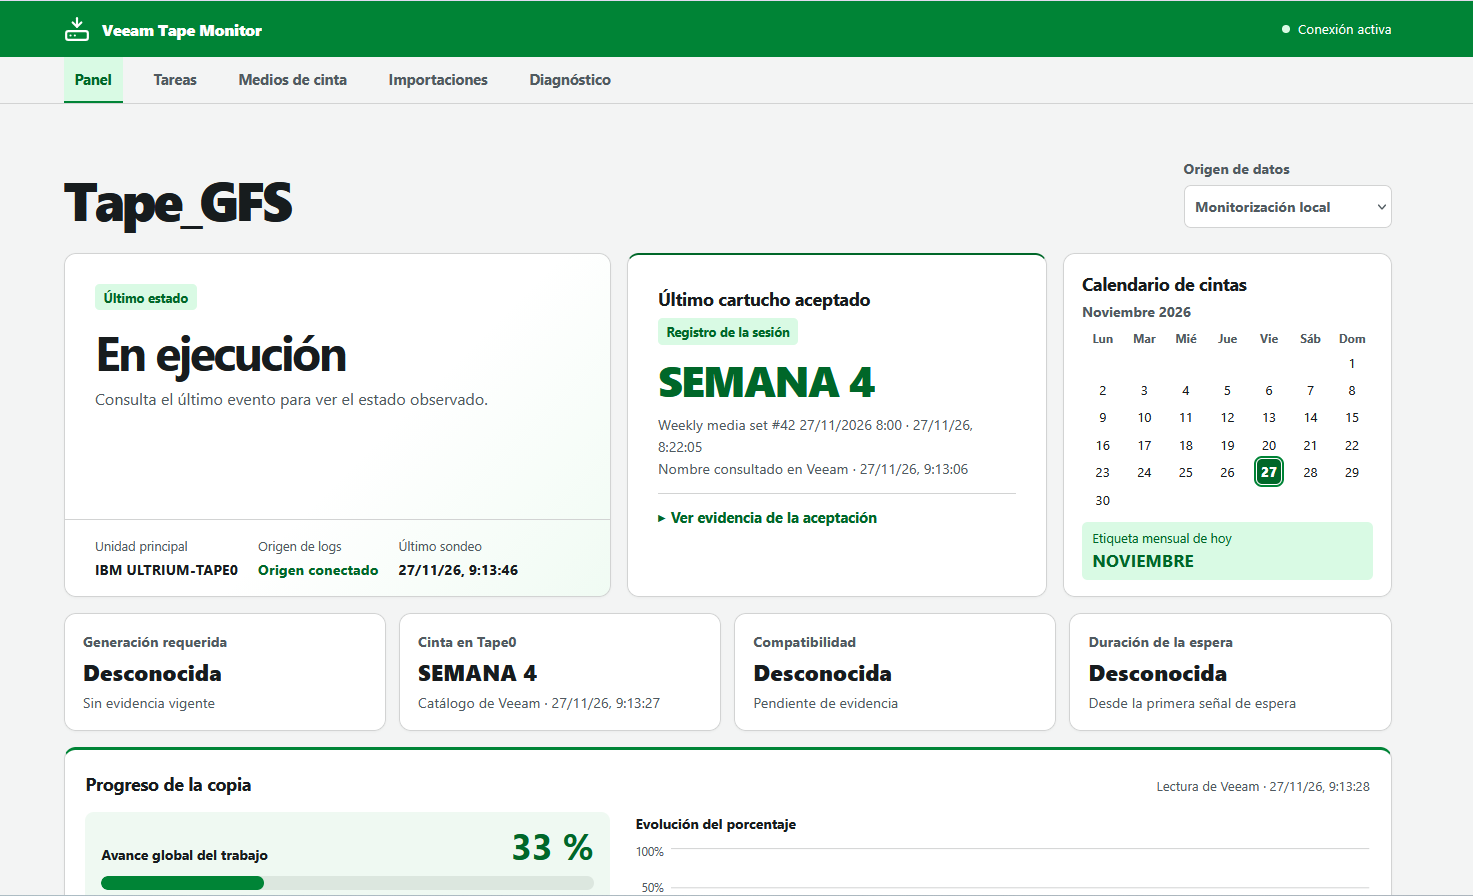 Veeam Tape Monitor
Conexión activa
Panel
Tareas
Medios de cinta
Importaciones
Diagnóstico
Tape_GFS
Origen de datos
Monitorización local
Último estado
En ejecución
Consulta el último evento para ver el estado observado.
Unidad principal
IBM ULTRIUM-TAPE0
Origen de logs
Origen conectado
Último sondeo
27/11/26, 9:13:46
Último cartucho aceptado
Registro de la sesión
SEMANA 4
Weekly media set #42 27/11/2026 8:00 · 27/11/26,
8:22:05
Nombre consultado en Veeam · 27/11/26, 9:13:06
▸ Ver evidencia de la aceptación
Calendario de cintas
Noviembre 2026
Lun Mar Mié Jue Vie Sáb Dom
1
2 3 4 5 6 7 8
9 10 11 12 13 14 15
16 17 18 19 20 21 22
23 24 25 26 27 28 29
30
Etiqueta mensual de hoy
NOVIEMBRE
Generación requerida
Desconocida
Sin evidencia vigente
Cinta en Tape0
SEMANA 4
Catálogo de Veeam · 27/11/26, 9:13:27
Compatibilidad
Desconocida
Pendiente de evidencia
Duración de la espera
Desconocida
Desde la primera señal de espera
Progreso de la copia
Lectura de Veeam · 27/11/26, 9:13:28
Avance global del trabajo
33 %
Evolución del porcentaje
100%
50%